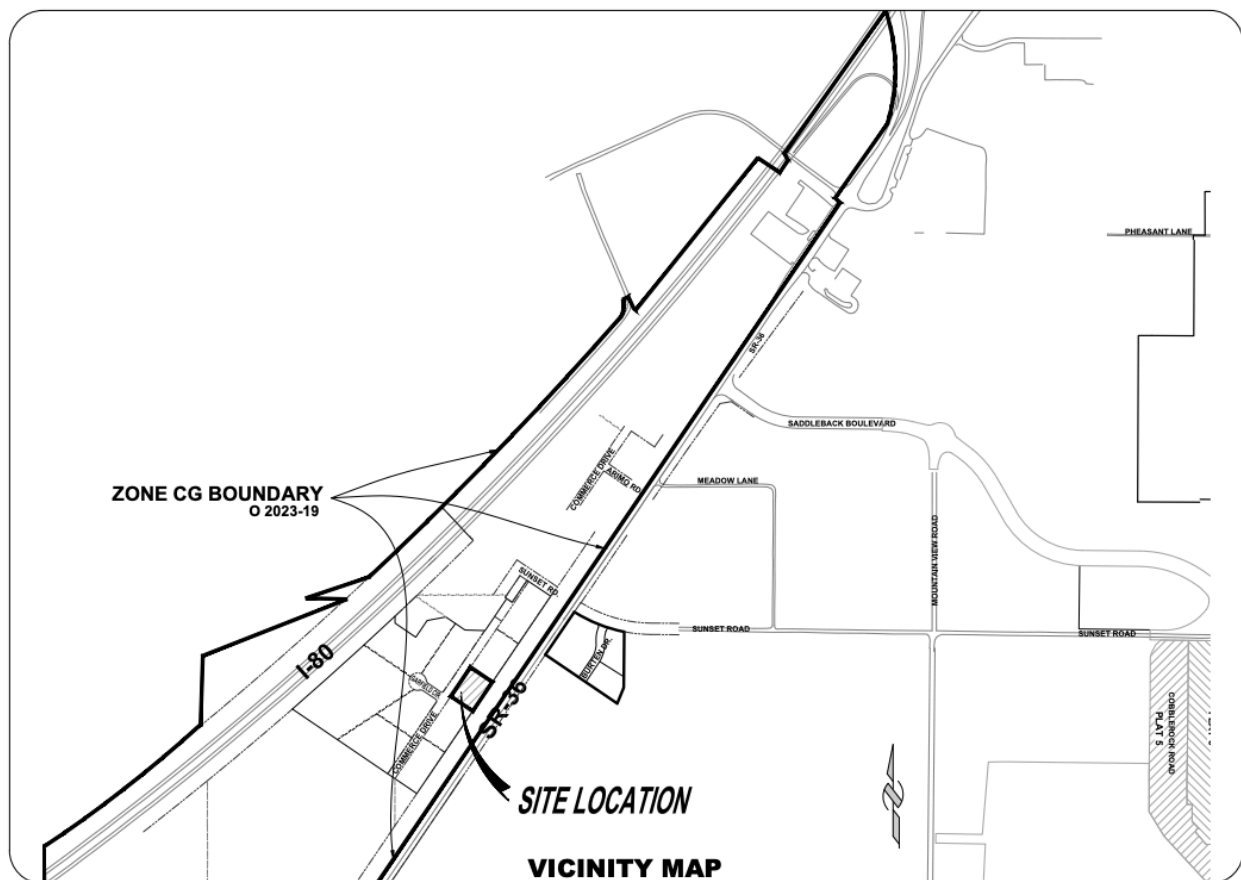 PHEASANT LANE
SR-36
SADDLEBACK BOULEVARD
COMMERCE DRIVE
ARIMO RD.
MEADOW LANE
ZONE CG BOUNDARY
O 2023-19
MOUNTAIN VIEW ROAD
SUNSET RD.
SUNSET ROAD
SUNSET ROAD
BURTEN DR.
I-80
GARFIELD CIR.
SR-36
COMMERCE DRIVE
COBBLEROCK ROAD
PLAT 5
SITE LOCATION
VICINITY MAP